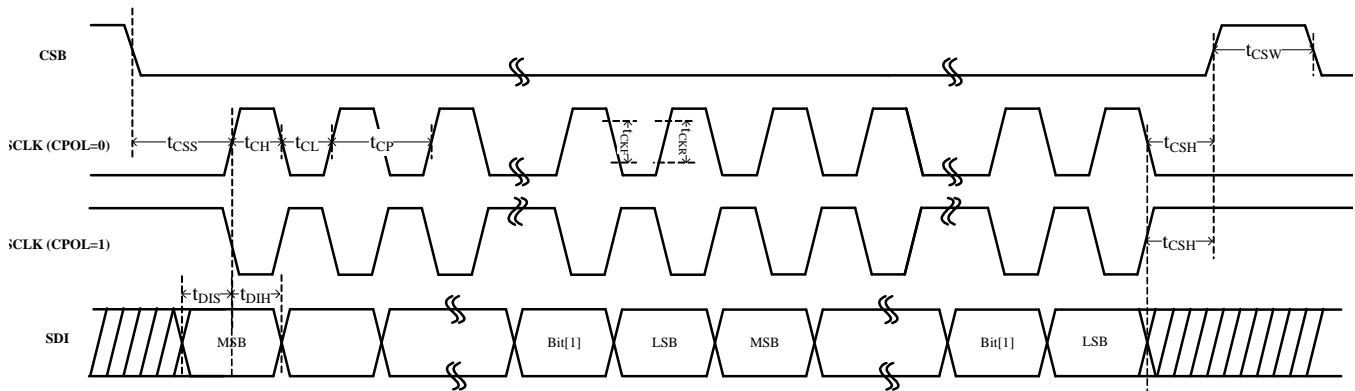 CSB
tCSW
SCLK (CPOL=0)
tCSS
tCH
tCL
tCP
tCKF
tCKR
tCSH
SCLK (CPOL=1)
tCSH
tDIS
tDIH
SDI
MSB
Bit[1]
LSB
MSB
Bit[1]
LSB